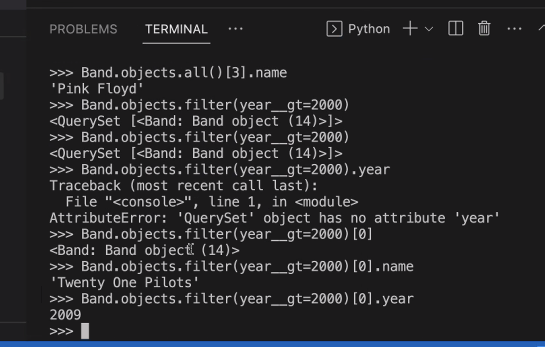 PROBLEMS TERMINAL ··· Python
>>> Band.objects.all()[3].name
'Pink Floyd'
>>> Band.objects.filter(year__gt=2000)
<QuerySet [<Band: Band object (14)>]>
>>> Band.objects.filter(year__gt=2000)
<QuerySet [<Band: Band object (14)>]>
>>> Band.objects.filter(year__gt=2000).year
Traceback (most recent call last):
  File "<console>", line 1, in <module>
AttributeError: 'QuerySet' object has no attribute 'year'
>>> Band.objects.filter(year__gt=2000)[0]
<Band: Band object (14)>
>>> Band.objects.filter(year__gt=2000)[0].name
'Twenty One Pilots'
>>> Band.objects.filter(year__gt=2000)[0].year
2009
>>>